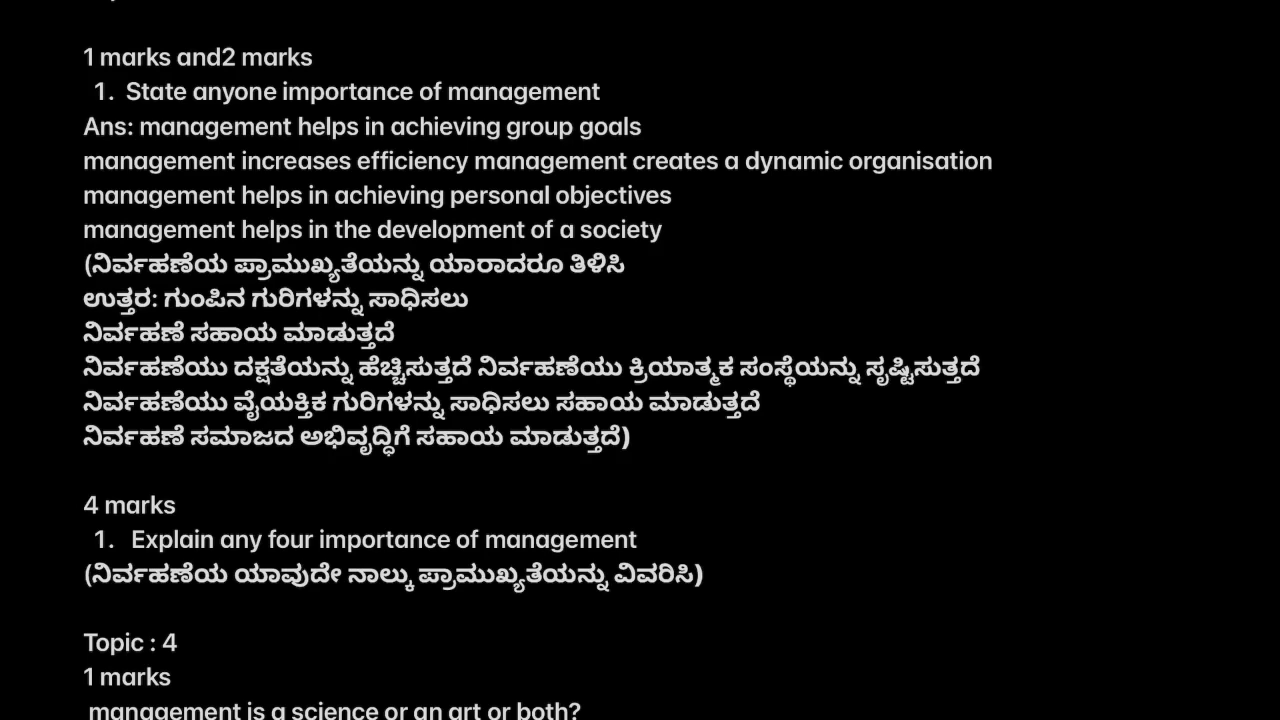 1 marks and2 marks
1. State anyone importance of management
Ans: management helps in achieving group goals
management increases efficiency management creates a dynamic organisation
management helps in achieving personal objectives
management helps in the development of a society
(ನಿರ್ವಹಣೆಯ ಪ್ರಾಮುಖ್ಯತೆಯನ್ನು ಯಾರಾದರೂ ತಿಳಿಸಿ
ಉತ್ತರ: ಗುಂಪಿನ ಗುರಿಗಳನ್ನು ಸಾಧಿಸಲು
ನಿರ್ವಹಣೆ ಸಹಾಯ ಮಾಡುತ್ತದೆ
ನಿರ್ವಹಣೆಯು ದಕ್ಷತೆಯನ್ನು ಹೆಚ್ಚಿಸುತ್ತದೆ ನಿರ್ವಹಣೆಯು ಕ್ರಿಯಾತ್ಮಕ ಸಂಸ್ಥೆಯನ್ನು ಸೃಷ್ಟಿಸುತ್ತದೆ
ನಿರ್ವಹಣೆಯು ವೈಯಕ್ತಿಕ ಗುರಿಗಳನ್ನು ಸಾಧಿಸಲು ಸಹಾಯ ಮಾಡುತ್ತದೆ
ನಿರ್ವಹಣೆ ಸಮಾಜದ ಅಭಿವೃದ್ಧಿಗೆ ಸಹಾಯ ಮಾಡುತ್ತದೆ)
4 marks
1. Explain any four importance of management
(ನಿರ್ವಹಣೆಯ ಯಾವುದೇ ನಾಲ್ಕು ಪ್ರಾಮುಖ್ಯತೆಯನ್ನು ವಿವರಿಸಿ)
Topic : 4
1 marks
management is a science or an art or both?